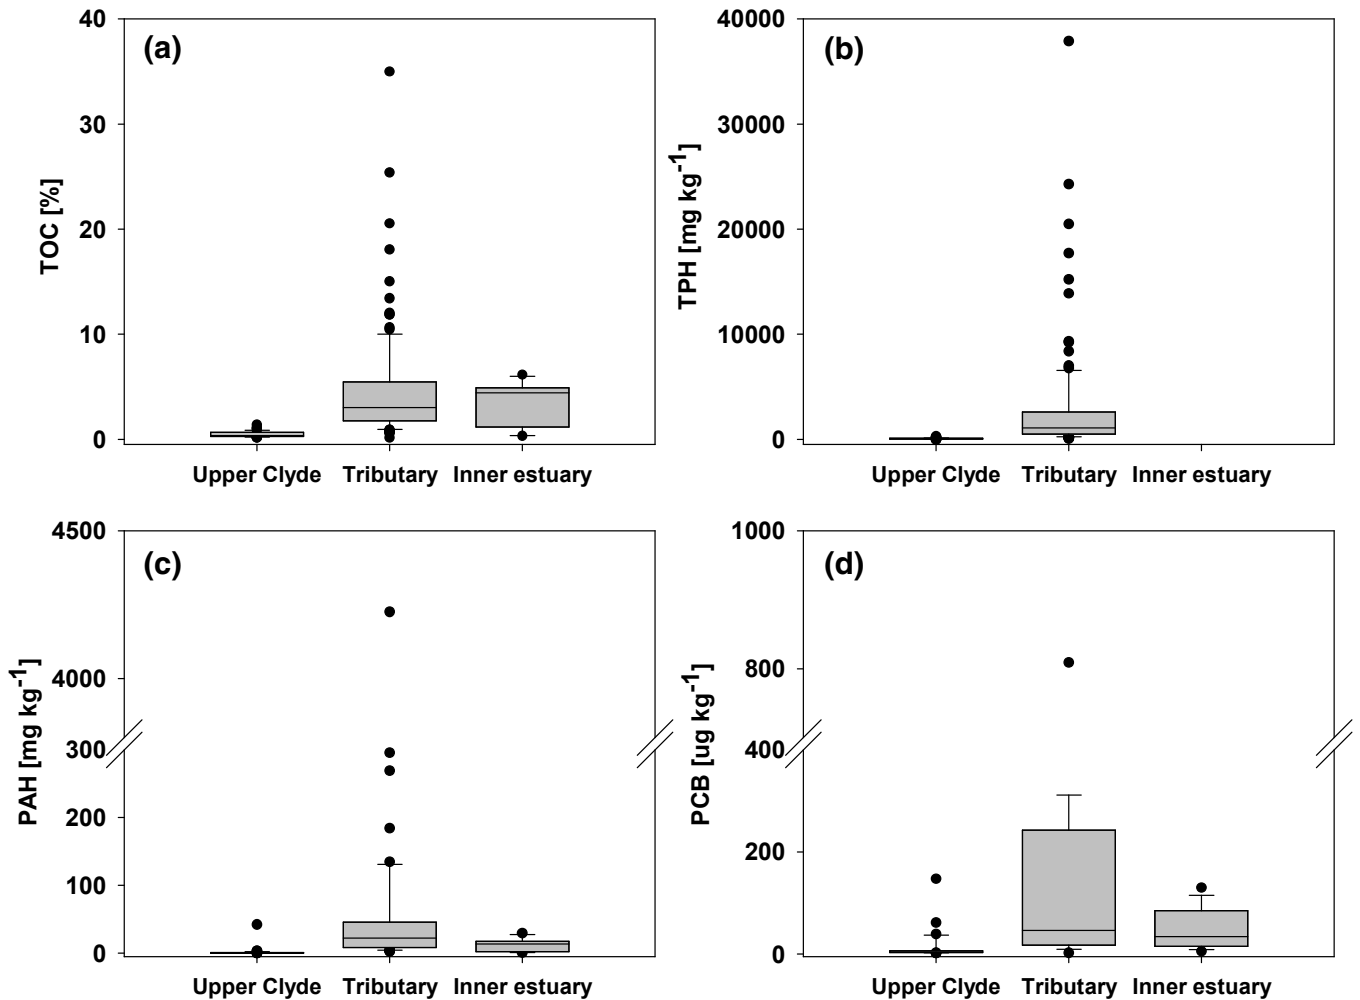 (a)
TOC [%]
40
30
20
10
0
Upper Clyde Tributary Inner estuary
(b)
TPH [mg kg-1]
40000
30000
20000
10000
0
Upper Clyde Tributary Inner estuary
(c)
PAH [mg kg-1]
4500
4000
300
200
100
0
Upper Clyde Tributary Inner estuary
(d)
PCB [ug kg-1]
1000
800
400
200
0
Upper Clyde Tributary Inner estuary